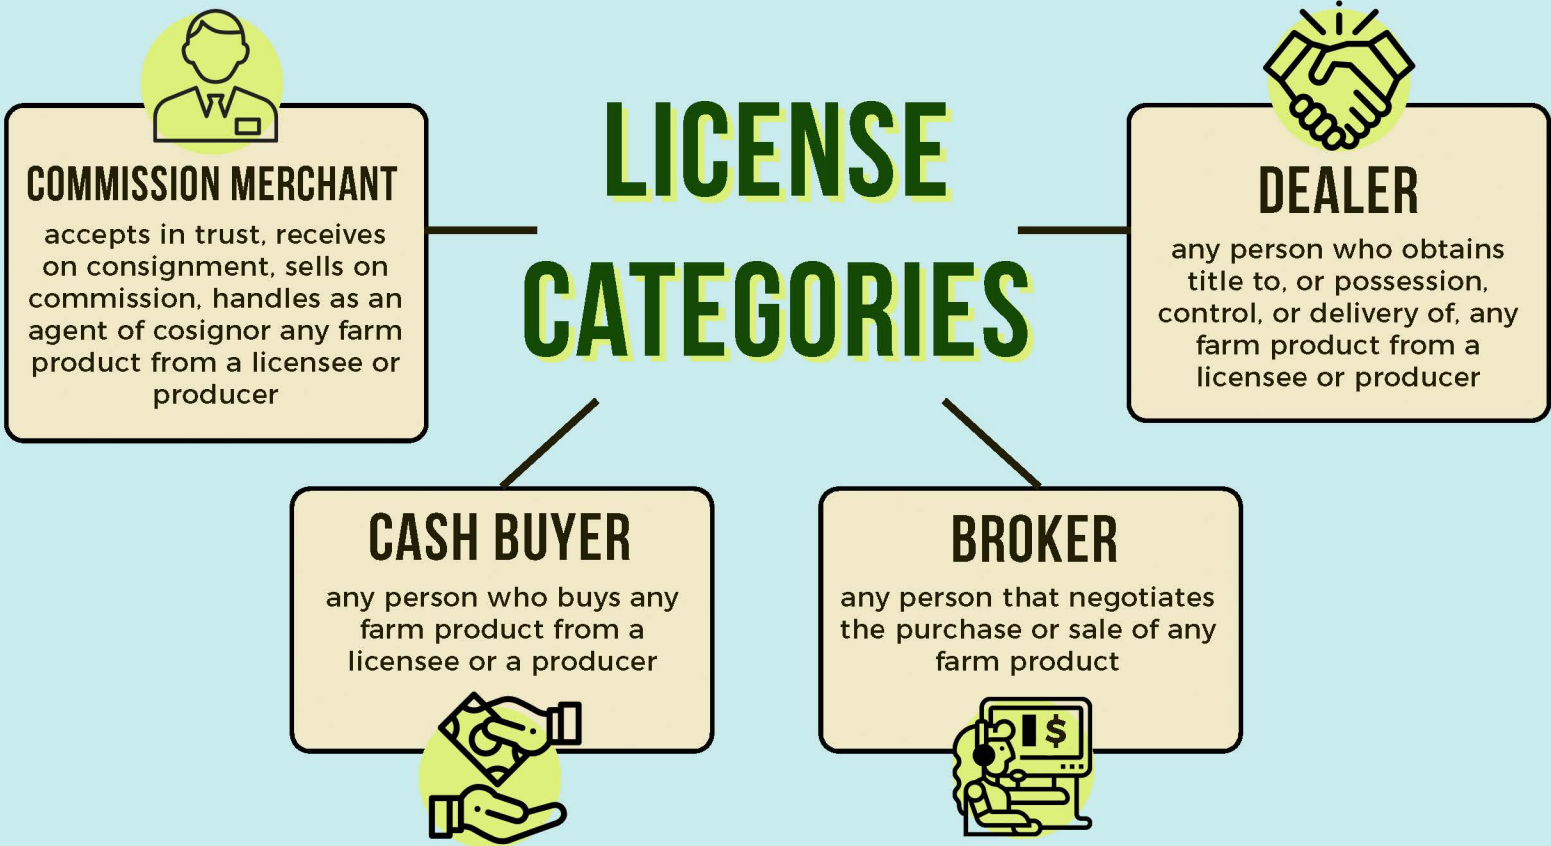 LICENSE
CATEGORIES
COMMISSION MERCHANT
accepts in trust, receives
on consignment, sells on
commission, handles as an
agent of cosignor any farm
product from a licensee or
producer
DEALER
any person who obtains
title to, or possession,
control, or delivery of, any
farm product from a
licensee or producer
CASH BUYER
any person who buys any
farm product from a
licensee or a producer
BROKER
any person that negotiates
the purchase or sale of any
farm product
$